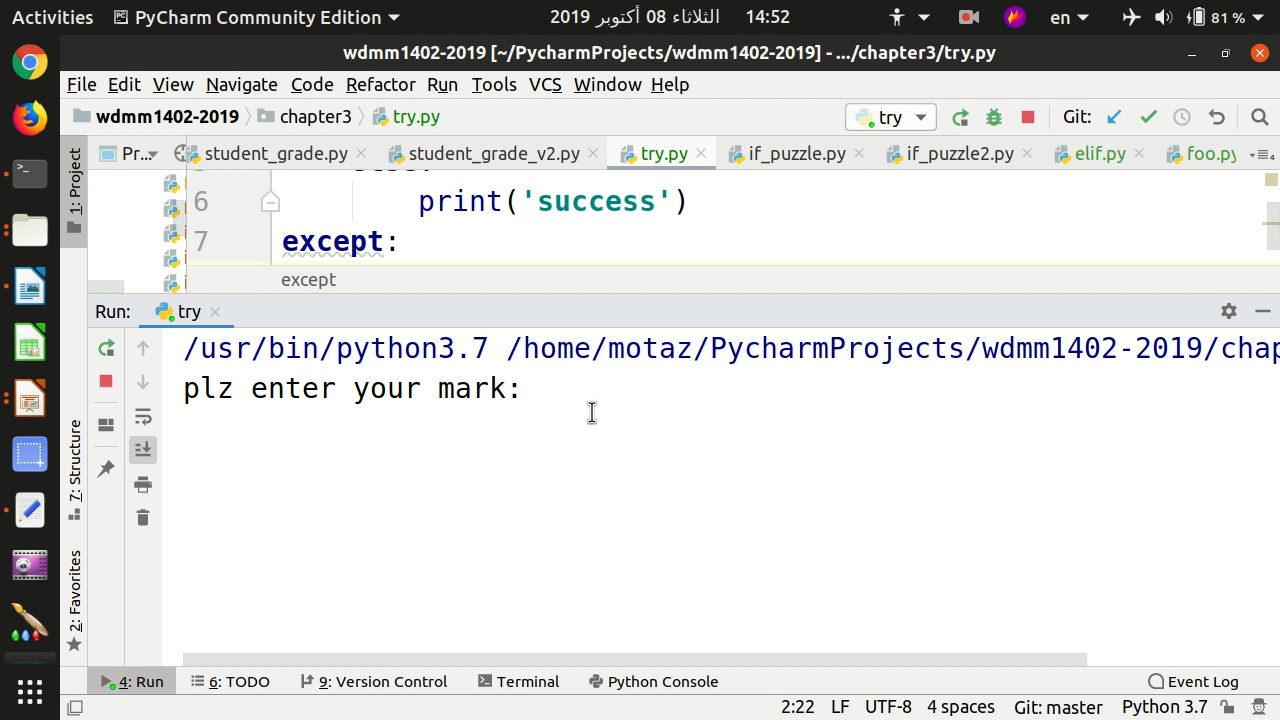 Activities PyCharm Community Edition الثلاثاء 08 أكتوبر 2019 14:52 en 81 %
wdmm1402-2019 [~/PycharmProjects/wdmm1402-2019] - .../chapter3/try.py
File Edit View Navigate Code Refactor Run Tools VCS Window Help
wdmm1402-2019 chapter3 try.py try Git:
Pr... student_grade.py student_grade_v2.py try.py if_puzzle.py if_puzzle2.py elif.py foo.py
6 print('success')
7 except:
except
1: Project
Run: try
/usr/bin/python3.7 /home/motaz/PycharmProjects/wdmm1402-2019/chap
plz enter your mark:
7: Structure
2: Favorites
4: Run 6: TODO 9: Version Control Terminal Python Console Event Log
2:22 LF UTF-8 4 spaces Git: master Python 3.7